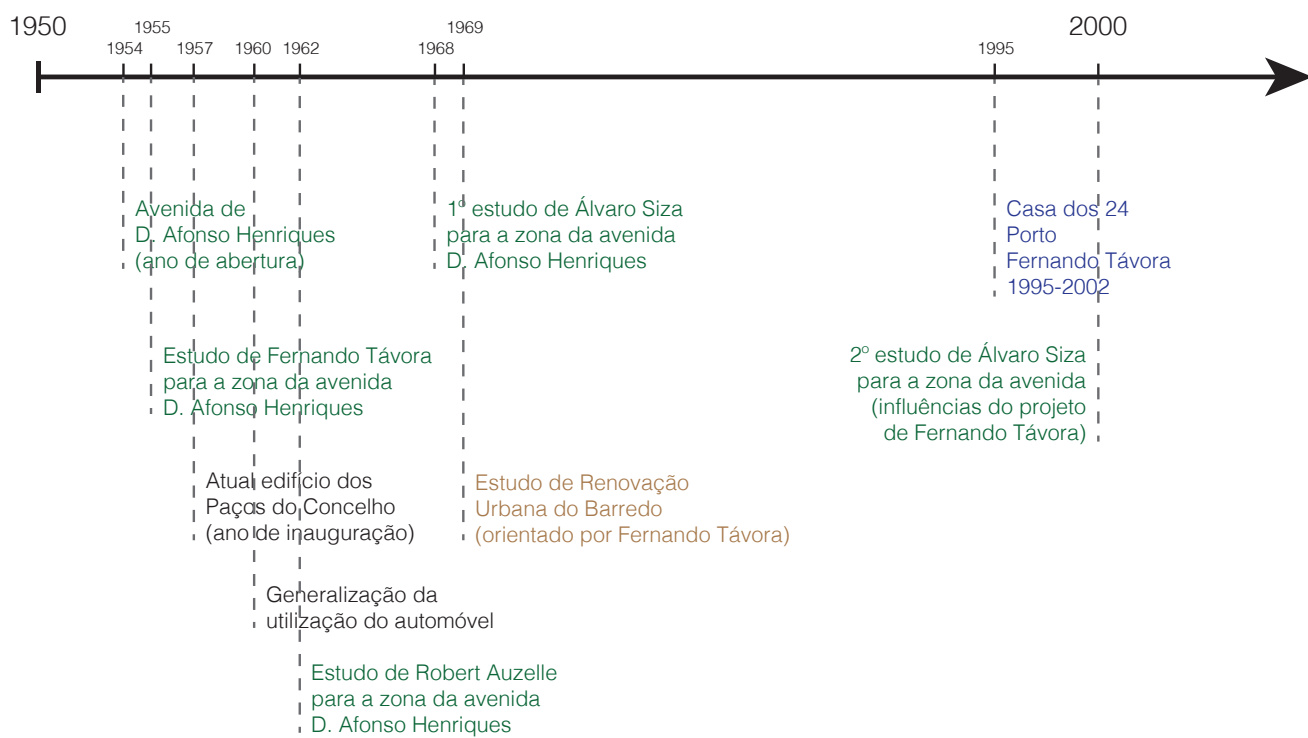 1950
1954
1955
1957
1960
1962
1968
1969
1995
2000
Avenida de
D. Afonso Henriques
(ano de abertura)
1º estudo de Álvaro Siza
para a zona da avenida
D. Afonso Henriques
Casa dos 24
Porto
Fernando Távora
1995-2002
Estudo de Fernando Távora
para a zona da avenida
D. Afonso Henriques
2º estudo de Álvaro Siza
para a zona da avenida
(influências do projeto
de Fernando Távora)
Atual edifício dos
Paços do Concelho
(ano de inauguração)
Estudo de Renovação
Urbana do Barredo
(orientado por Fernando Távora)
Generalização da
utilização do automóvel
Estudo de Robert Auzelle
para a zona da avenida
D. Afonso Henriques